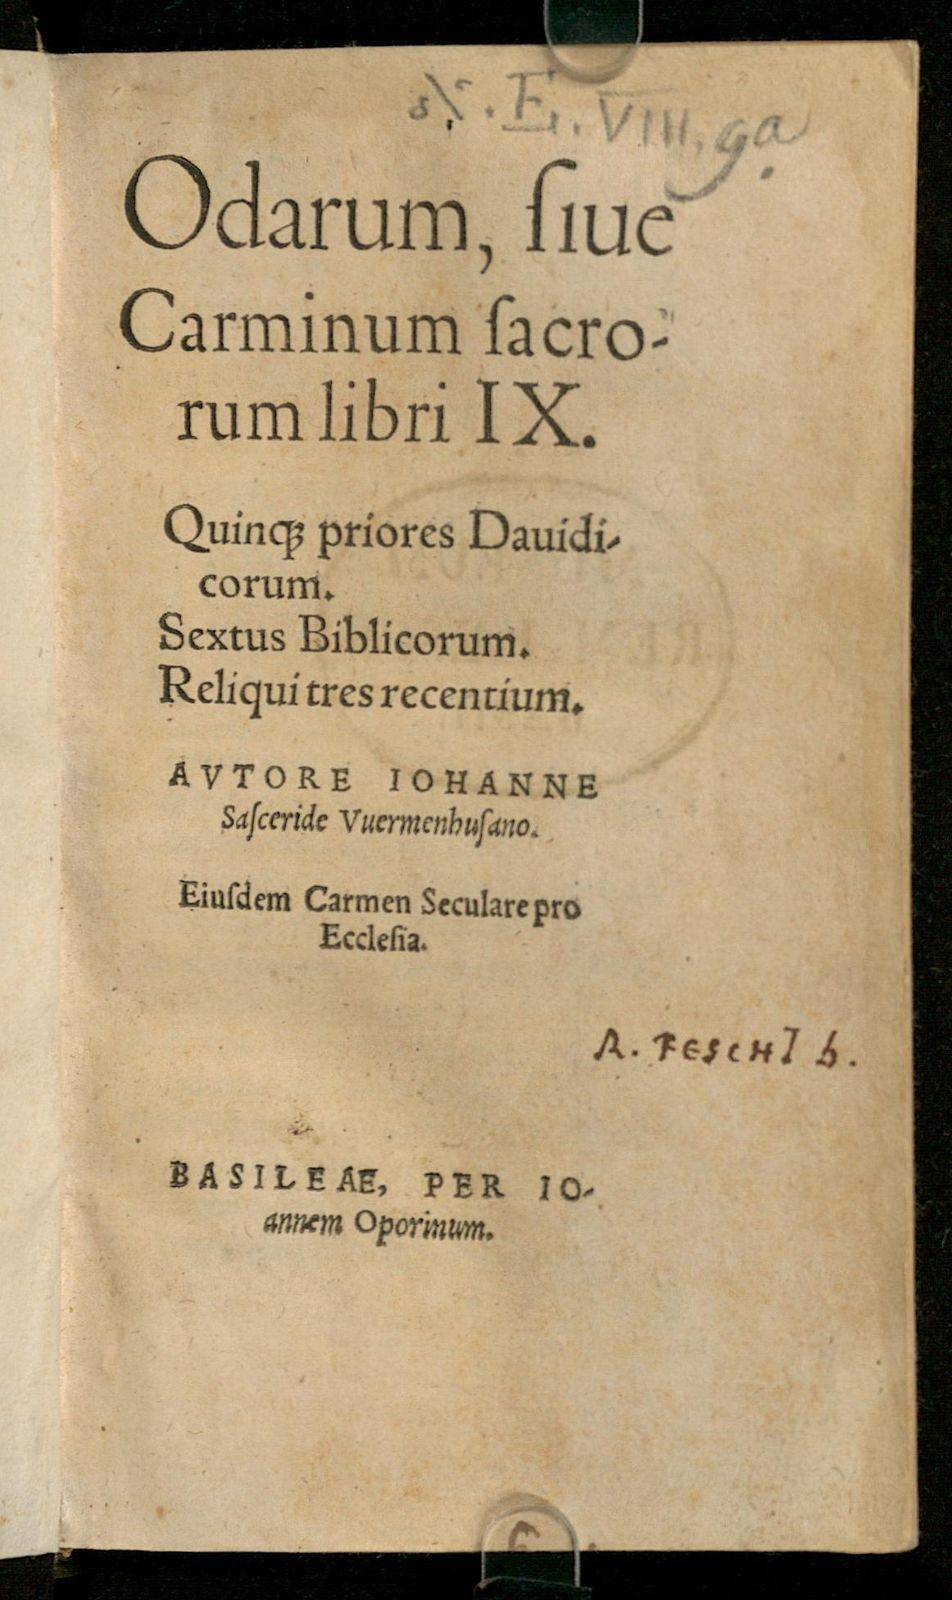 F. VIII. 9a.
Odarum, ſiue
Carminum ſacro-
rum libri IX.
Quinqꝫ priores Dauidi-
corum.
Sextus Biblicorum.
Reliqui tres recentium.
AVTORE IOHANNE
Saſceride Vuermenhuſano.
Eiuſdem Carmen Seculare pro
Eccleſia.
R. FESCHI b.
BASILEAE, PER IO-
annem Oporinum.